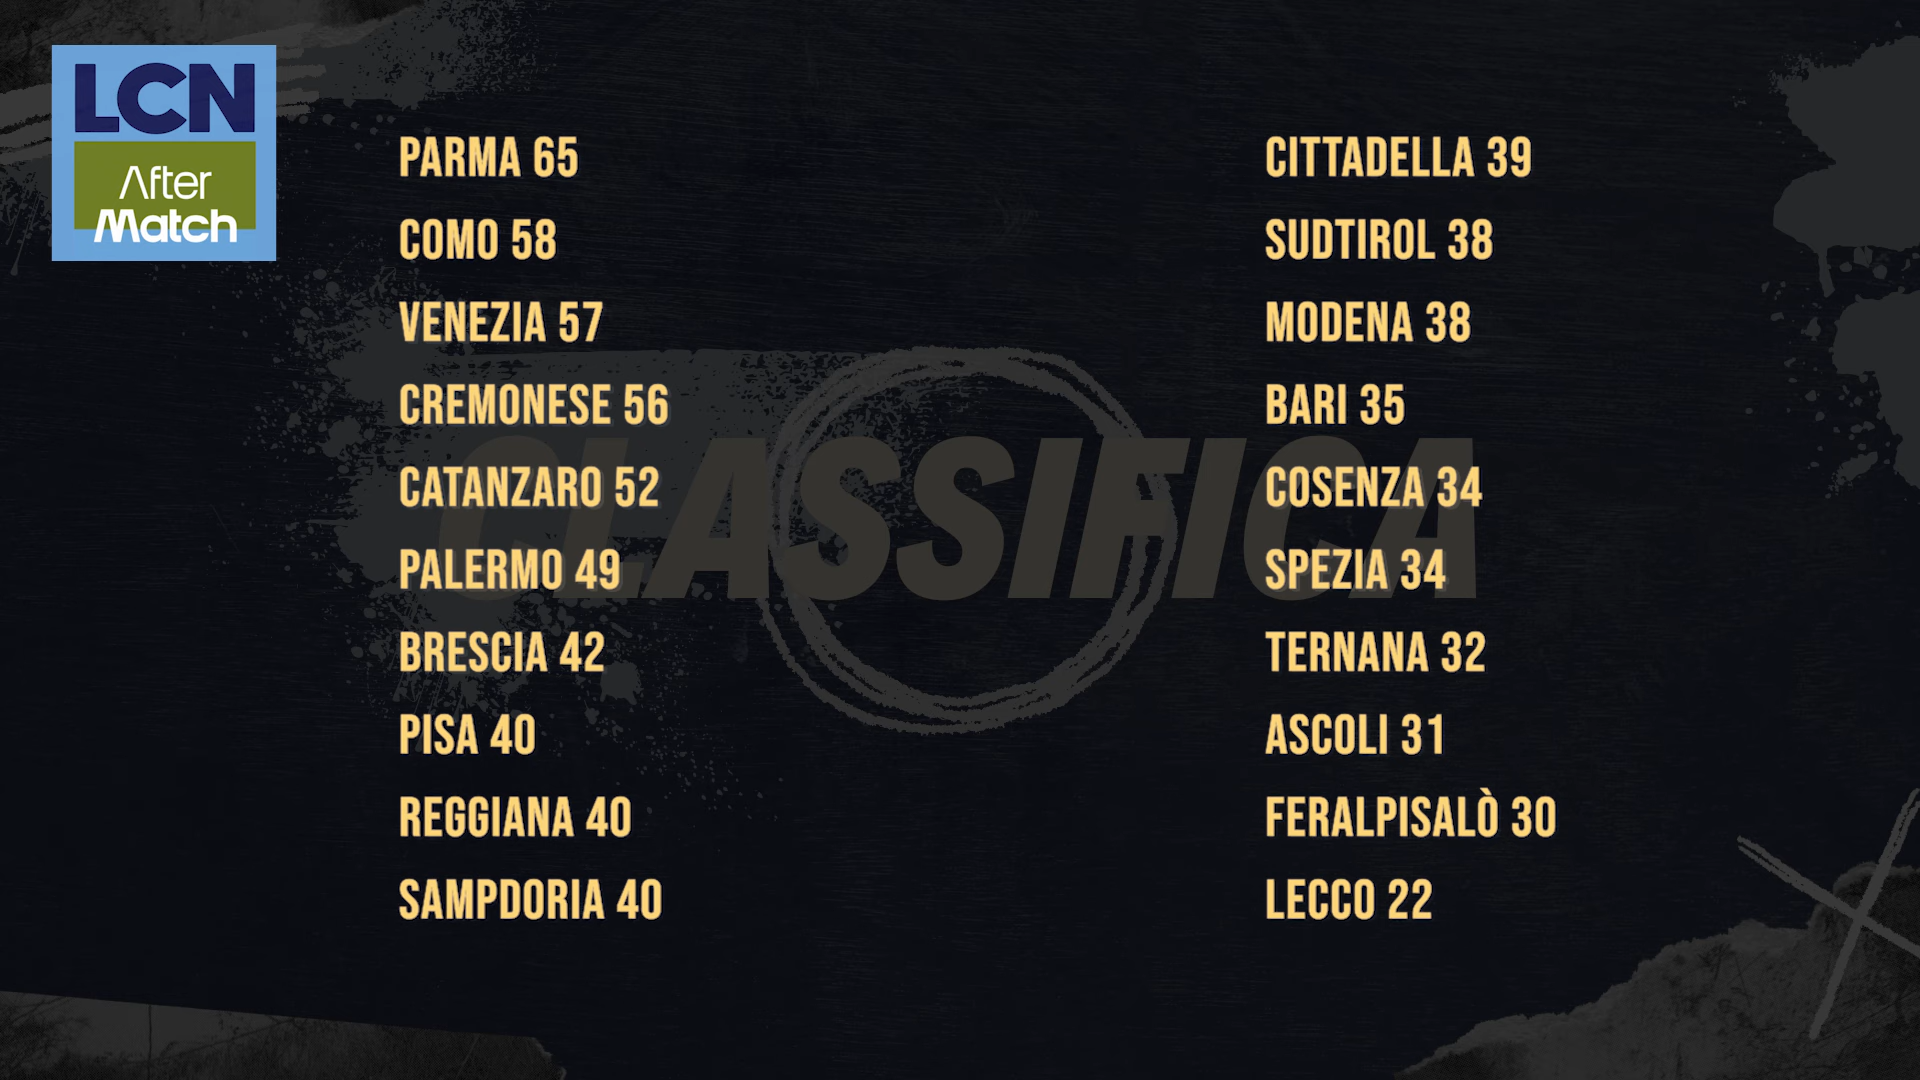 LCN
After
Match
PARMA 65
COMO 58
VENEZIA 57
CREMONESE 56
CATANZARO 52
PALERMO 49
BRESCIA 42
PISA 40
REGGIANA 40
SAMPDORIA 40
CITTADELLA 39
SUDTIROL 38
MODENA 38
BARI 35
COSENZA 34
SPEZIA 34
TERNANA 32
ASCOLI 31
FERALPISALÒ 30
LECCO 22
CLASSIFICA